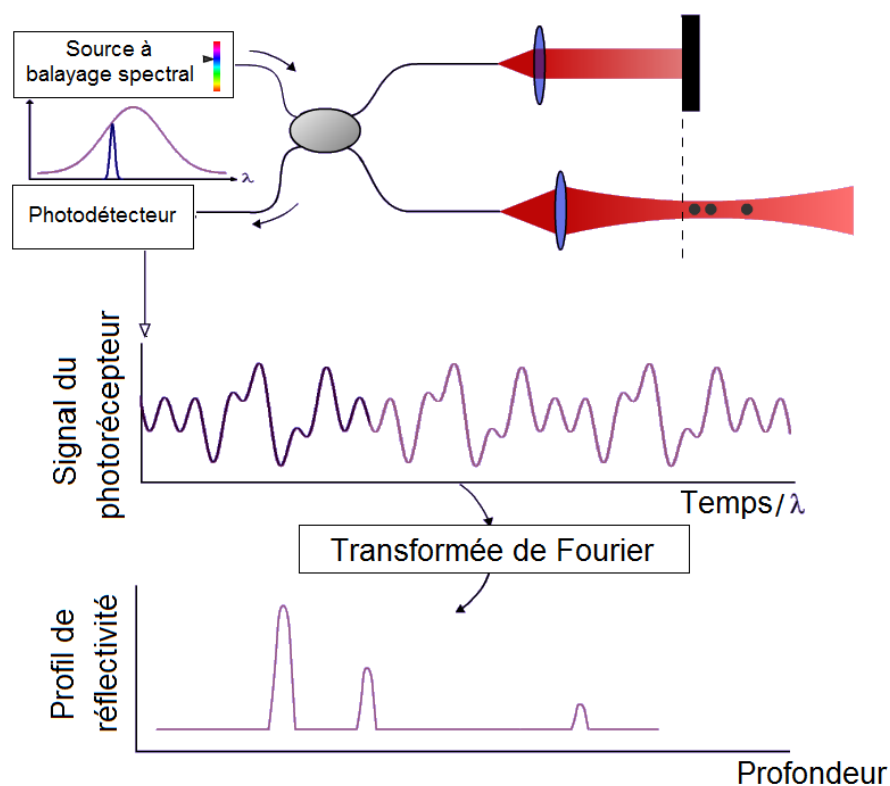 Source à
balayage spectral
λ
Photodétecteur
Signal du
photorécepteur
Temps/λ
Transformée de Fourier
Profil de
réflectivité
Profondeur